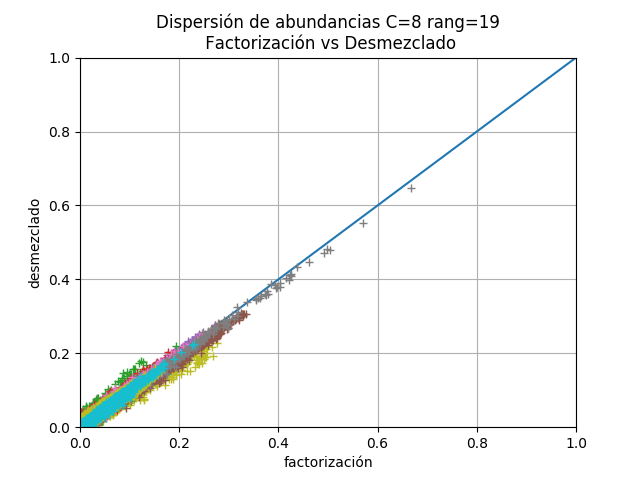 Dispersión de abundancias C=8 rang=19
Factorización vs Desmezclado
1.0
0.8
0.6
0.4
0.2
0.0
desmezclado
0.0 0.2 0.4 0.6 0.8 1.0
factorización